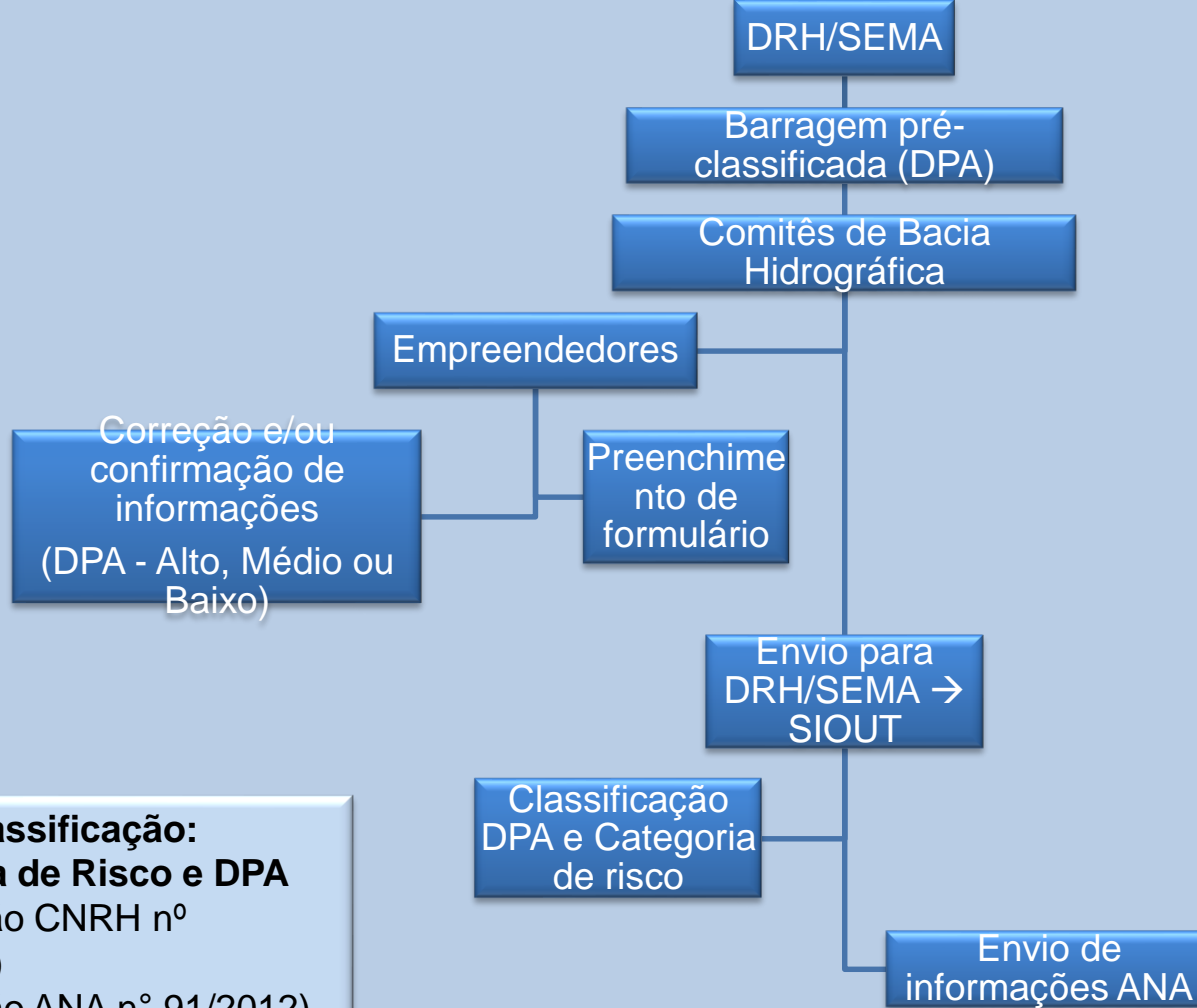 DRH/SEMA
Barragem pré-
classificada (DPA)
Comitês de Bacia
Hidrográfica
Empreendedores
Correção e/ou
confirmação de
informações
(DPA - Alto, Médio ou
Baixo)
Preenchime
nto de
formulário
Envio para
DRH/SEMA →
SIOUT
Classificação
DPA e Categoria
de risco
Envio de
informações ANA
assificação:
a de Risco e DPA
ão CNRH nº
)
o ANA n° 91/2012)